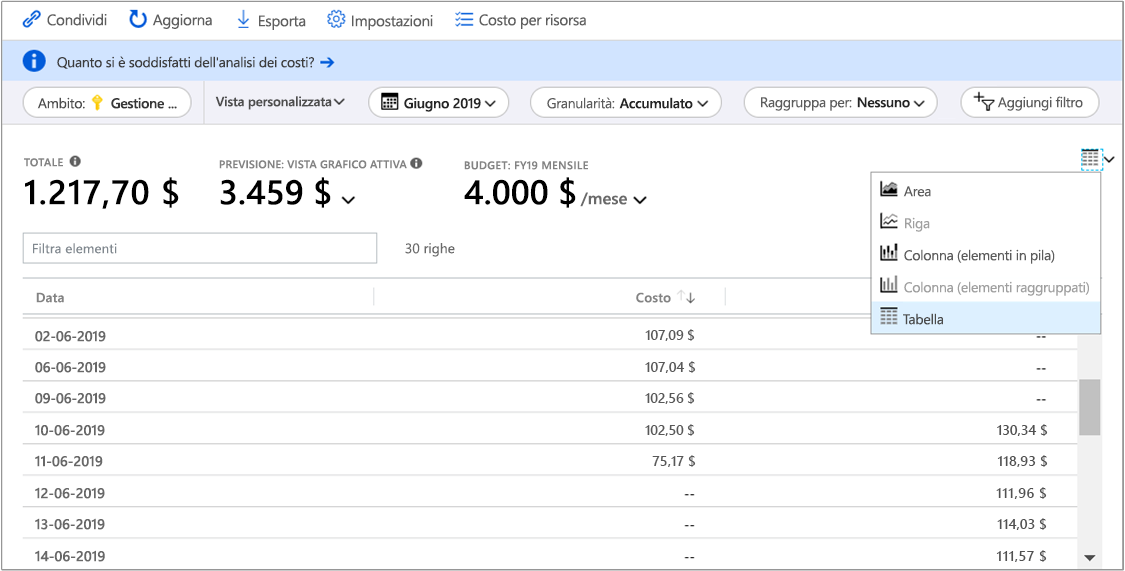 Condividi Aggiorna Esporta Impostazioni Costo per risorsa
Quanto si è soddisfatti dell'analisi dei costi? →
Ambito: Gestione ... Vista personalizzata Giugno 2019 Granularità: Accumulato Raggruppa per: Nessuno Aggiungi filtro
TOTALE PREVISIONE: VISTA GRAFICO ATTIVA BUDGET: FY19 MENSILE
1.217,70 $ 3.459 $ 4.000 $ /mese
Area
Riga
Colonna (elementi in pila)
Colonna (elementi raggruppati)
Tabella
Filtra elementi 30 righe
Data Costo ↑↓
02-06-2019 107,09 $ --
06-06-2019 107,04 $ --
09-06-2019 102,56 $ --
10-06-2019 102,50 $ 130,34 $
11-06-2019 75,17 $ 118,93 $
12-06-2019 -- 111,96 $
13-06-2019 -- 114,03 $
14-06-2019 -- 111,57 $